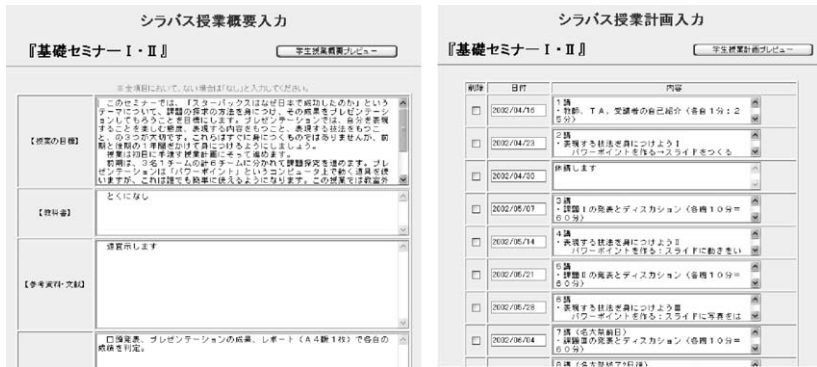 シラバス授業概要入力
『基礎セミナーⅠ・Ⅱ』
学生授業概要プレビュー
※全項目において、ない場合は「なし」と入力してください。
【授業の目標】
このセミナーでは、「スターバックスはなぜ日本で成功したのか」という
テーマについて、課題の探求の方法を身につけ、その成果をプレゼンテーシ
ョンしてもらうことを目標にします。プレゼンテーションでは、自分を表現
することを楽しむ態度、表現する内容をもつこと、表現する技法をもつこ
と、の3つが大切です。これらはすぐに身につくものではありませんが、前
期と後期の1年間をかけて身につけるようにしましょう。
授業は初回に手渡す授業計画にそって進めます。
前期は、3名1チームの計6チームに分かれて課題探究を進めます。プレ
ゼンテーションは「パワーポイント」というコンピュータ上で動く道具を使
いますが、これは誰でも簡単に使えるようになります。この授業では教室外
【教科書】
とくになし
【参考資料・文献】
適宜示します
口頭発表、プレゼンテーションの成果、レポート（A4版1枚）で各自の
成績を判定。
シラバス授業計画入力
『基礎セミナーⅠ・Ⅱ』
学生授業計画プレビュー
削除 日付 内容
2002/04/16
1講
・教師、TA、受講者の自己紹介（各自1分：2
5分）
2002/04/23
2講
・表現する技法を身につけようⅠ
パワーポイントを作る→スライドをつくる
2002/04/30
休講します
2002/05/07
3講
・課題Ⅰの発表とディスカション（各機10分＝
60分）
2002/05/14
4講
・表現する技法を身につけようⅡ
パワーポイントを作る：スライドに動きをい
2002/05/21
5講
・課題Ⅱの発表とディスカション（各機10分＝
60分）
2002/05/28
6講
・表現する技法を身につけようⅢ
パワーポイントを作る：スライドに写真をは
2002/06/04
7講（名大祭前日）
・課題Ⅲの発表とディスカション（各機10分＝
60分）